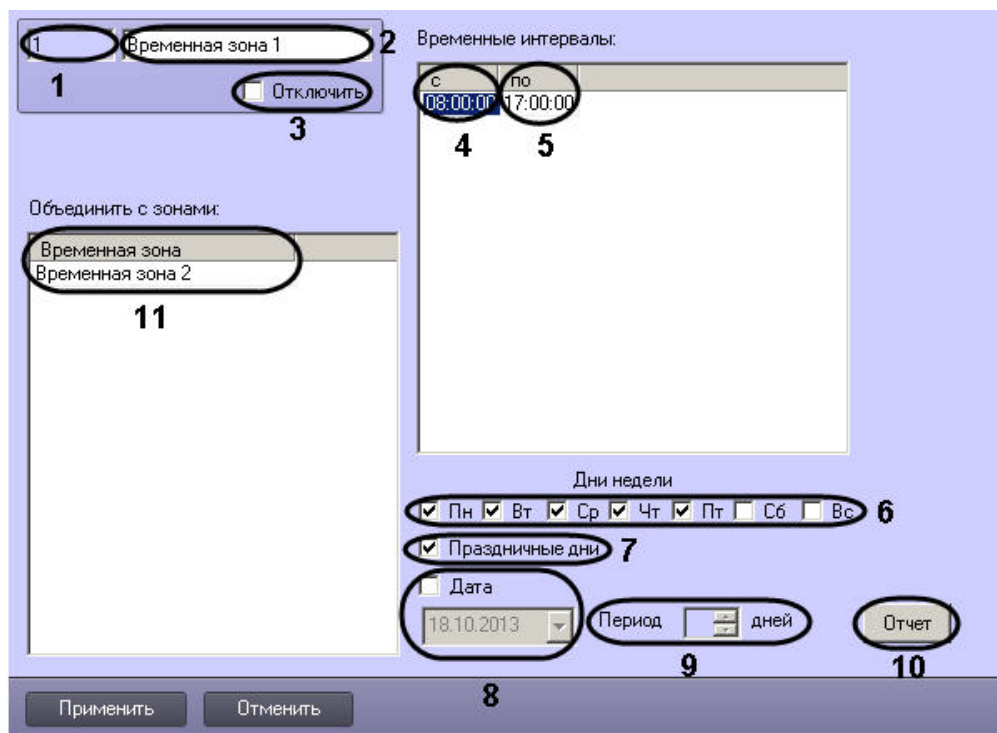 1 Временная зона 1 2
1 Отключить
3
Временные интервалы:
с по
08:00:00 17:00:00
4 5
Объединить с зонами:
Временная зона
Временная зона 2
11
Дни недели
Пн Вт Ср Чт Пт Сб Вс 6
Праздничные дни 7
Дата
18.10.2013 Период дней Отчет
8 9 10
Применить Отменить